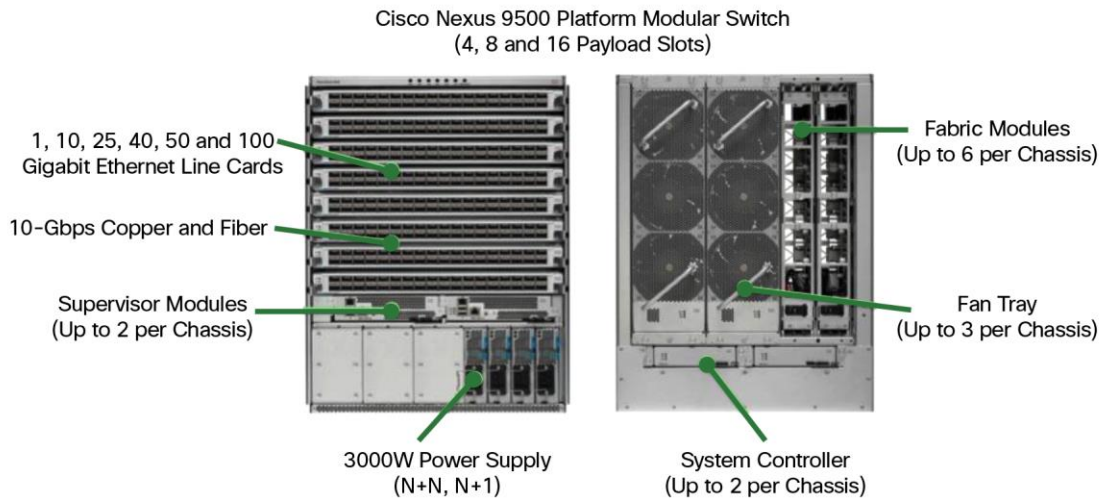 Cisco Nexus 9500 Platform Modular Switch
(4, 8 and 16 Payload Slots)
1, 10, 25, 40, 50 and 100
Gigabit Ethernet Line Cards
10-Gbps Copper and Fiber
Supervisor Modules
(Up to 2 per Chassis)
3000W Power Supply
(N+N, N+1)
Fabric Modules
(Up to 6 per Chassis)
Fan Tray
(Up to 3 per Chassis)
System Controller
(Up to 2 per Chassis)